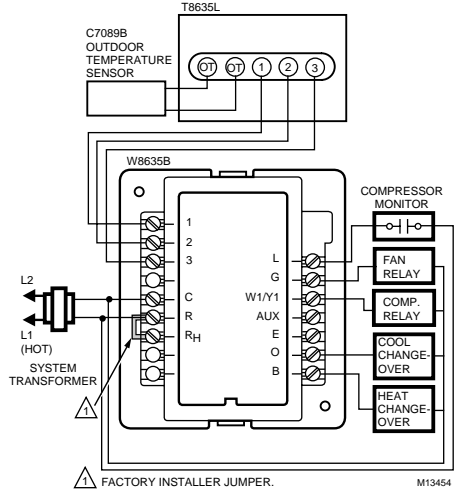 T8635L
C7089B
OUTDOOR
TEMPERATURE
SENSOR
OT OT 1 2 3
W8635B
COMPRESSOR
MONITOR
1
2
3
C
R
RH
L
G
W1/Y1
AUX
E
O
B
FAN
RELAY
COMP.
RELAY
COOL
CHANGE-
OVER
HEAT
CHANGE-
OVER
L2
L1
(HOT)
SYSTEM
TRANSFORMER
1
1 FACTORY INSTALLER JUMPER.
M13454